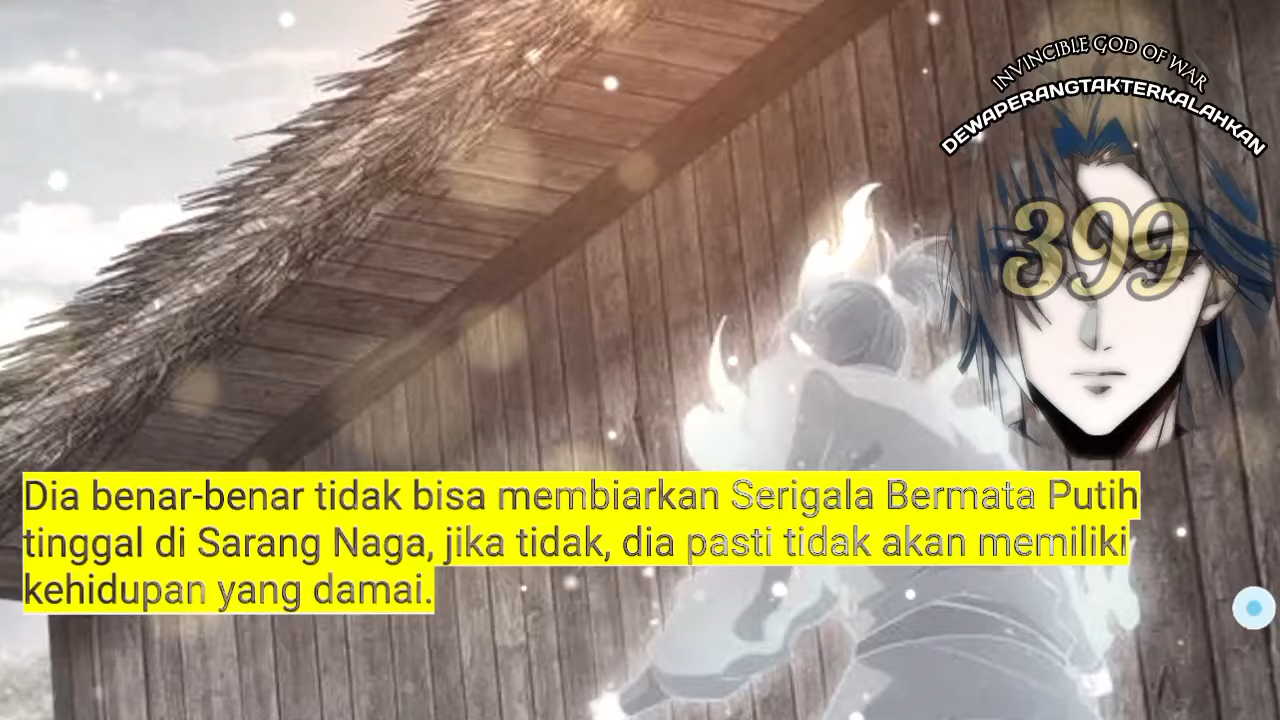 INVINCIBLE GOD OF WAR
DEWAPERANGTAKTERKALAHKAN
399
Dia benar-benar tidak bisa membiarkan Serigala Bermata Putih
tinggal di Sarang Naga, jika tidak, dia pasti tidak akan memiliki
kehidupan yang damai.